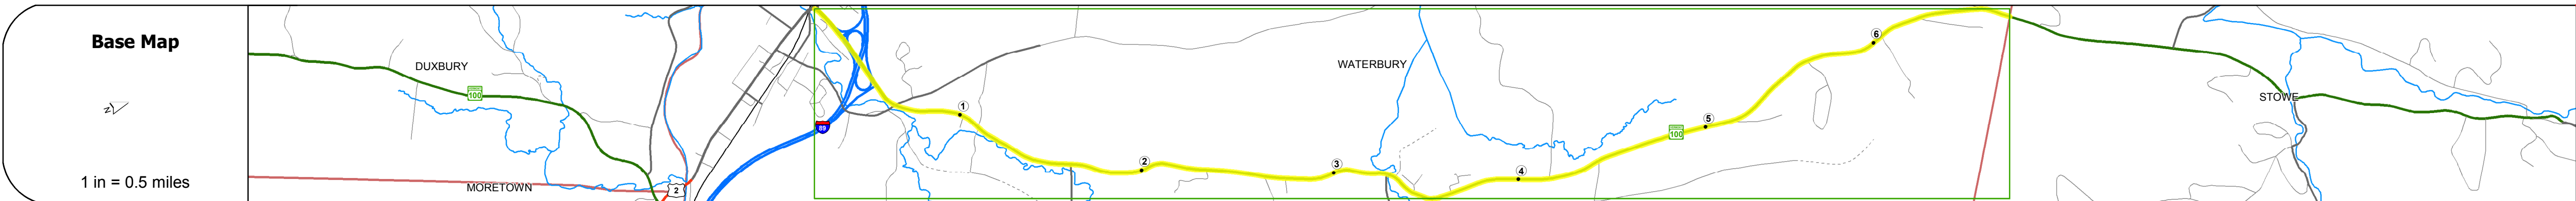 Base Map
N
1 in = 0.5 miles
DUXBURY
100
MORETOWN
2
89
1
2
3
WATERBURY
4
100
5
6
STOWE